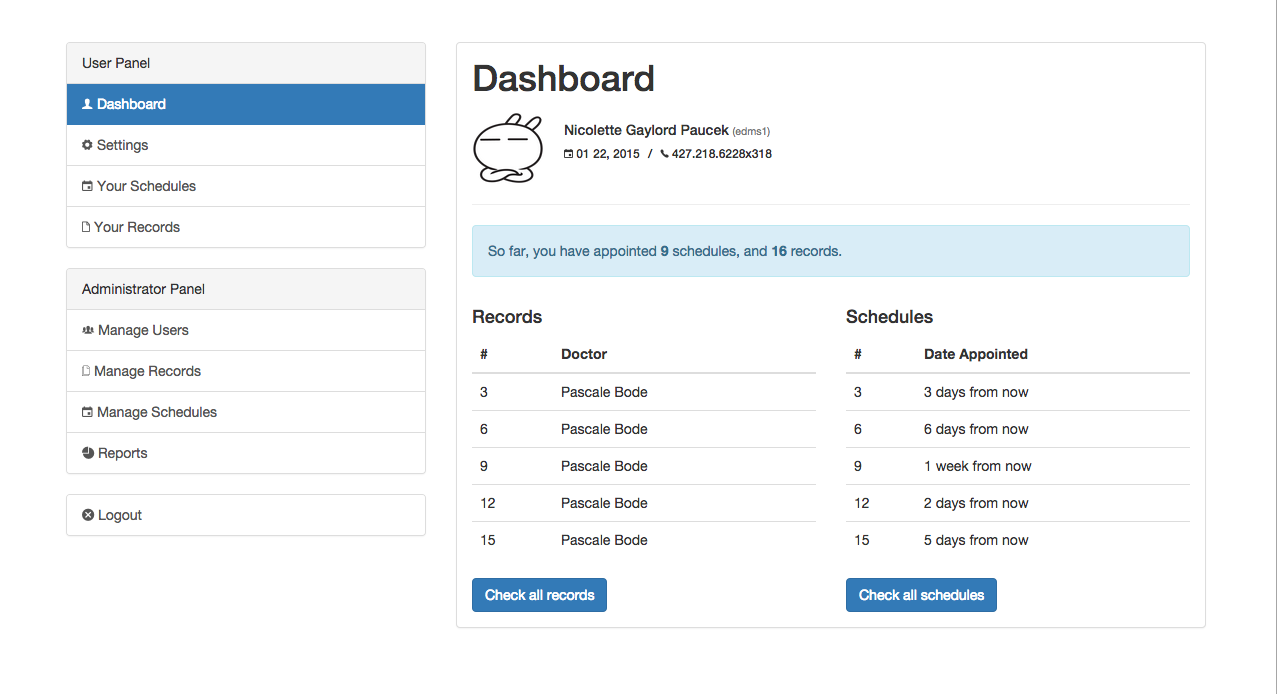 User Panel
Dashboard
Settings
Your Schedules
Your Records
Administrator Panel
Manage Users
Manage Records
Manage Schedules
Reports
Logout
Dashboard
Nicolette Gaylord Paucek (edms1)
01 22, 2015 / 427.218.6228x318
So far, you have appointed 9 schedules, and 16 records.
Records
# Doctor
3 Pascale Bode
6 Pascale Bode
9 Pascale Bode
12 Pascale Bode
15 Pascale Bode
Check all records
Schedules
# Date Appointed
3 3 days from now
6 6 days from now
9 1 week from now
12 2 days from now
15 5 days from now
Check all schedules